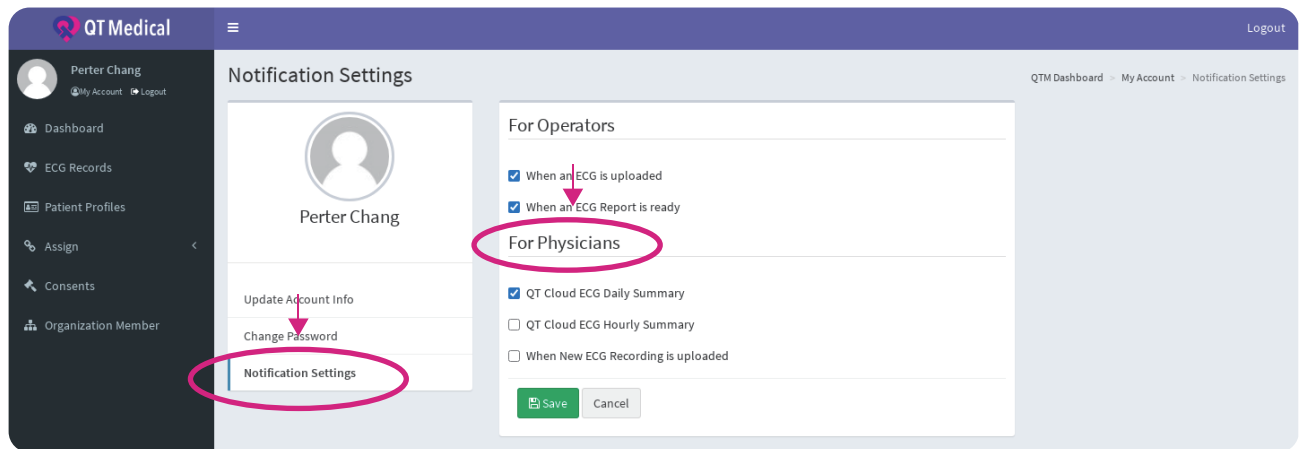 QT Medical
Logout
Perter Chang
My Account Logout
Dashboard
ECG Records
Patient Profiles
Assign
Consents
Organization Member
Notification Settings
QTM Dashboard > My Account > Notification Settings
Perter Chang
Update Account Info
Change Password
Notification Settings
For Operators
When an ECG is uploaded
When an ECG Report is ready
For Physicians
QT Cloud ECG Daily Summary
QT Cloud ECG Hourly Summary
When New ECG Recording is uploaded
Save Cancel